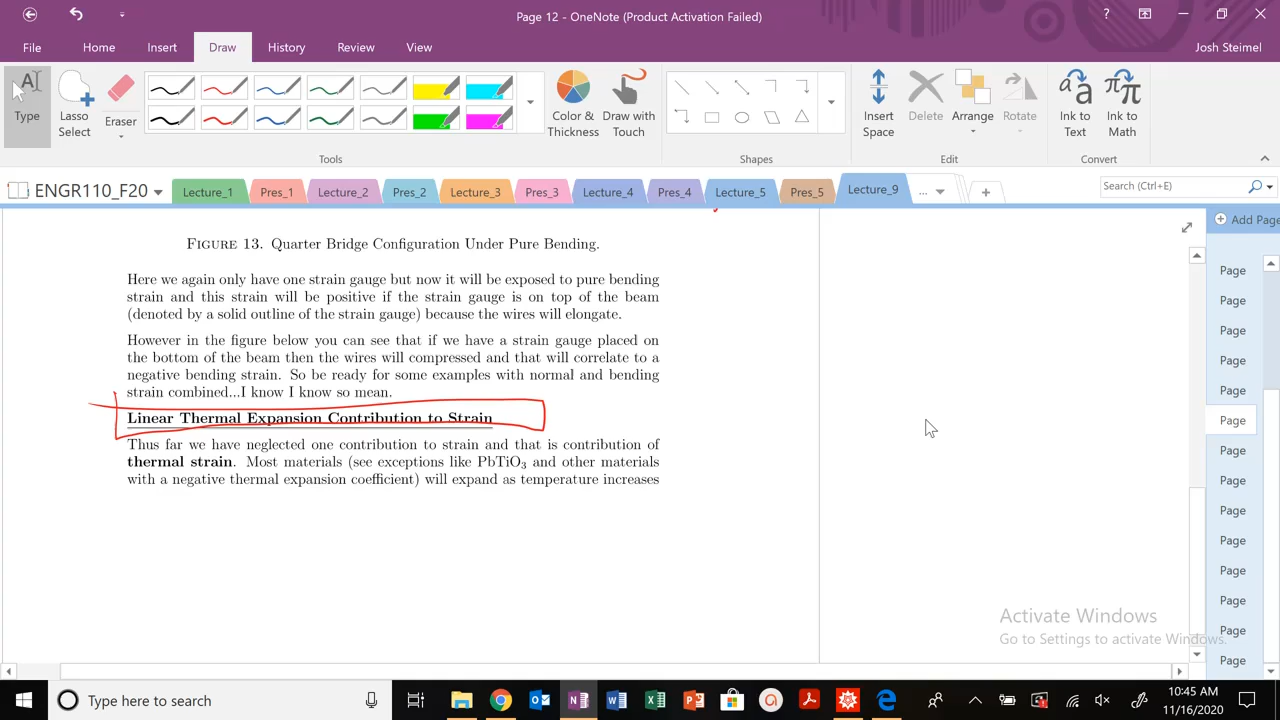 Page 12 - OneNote (Product Activation Failed)
?
File Home Insert Draw History Review View Josh Steimel
Type
Lasso Select
Eraser
Color & Thickness
Draw with Touch
Insert Space
Delete
Arrange
Rotate
Ink to Text
Ink to Math
Tools Shapes Edit Convert
ENGR110_F20 Lecture_1 Pres_1 Lecture_2 Pres_2 Lecture_3 Pres_3 Lecture_4 Pres_4 Lecture_5 Pres_5 Lecture_9 ... + Search (Ctrl+E)
Add Page
FIGURE 13. Quarter Bridge Configuration Under Pure Bending.
Here we again only have one strain gauge but now it will be exposed to pure bending
strain and this strain will be positive if the strain gauge is on top of the beam
(denoted by a solid outline of the strain gauge) because the wires will elongate.
However in the figure below you can see that if we have a strain gauge placed on
the bottom of the beam then the wires will compressed and that will correlate to a
negative bending strain. So be ready for some examples with normal and bending
strain combined...I know I know so mean.
Linear Thermal Expansion Contribution to Strain
Thus far we have neglected one contribution to strain and that is contribution of
thermal strain. Most materials (see exceptions like PbTiO₃ and other materials
with a negative thermal expansion coefficient) will expand as temperature increases
Page
Page
Page
Page
Page
Page
Page
Page
Page
Page
Page
Page
Page
Page
Activate Windows
Go to Settings to activate Windows.
Type here to search
10:45 AM
11/16/2020